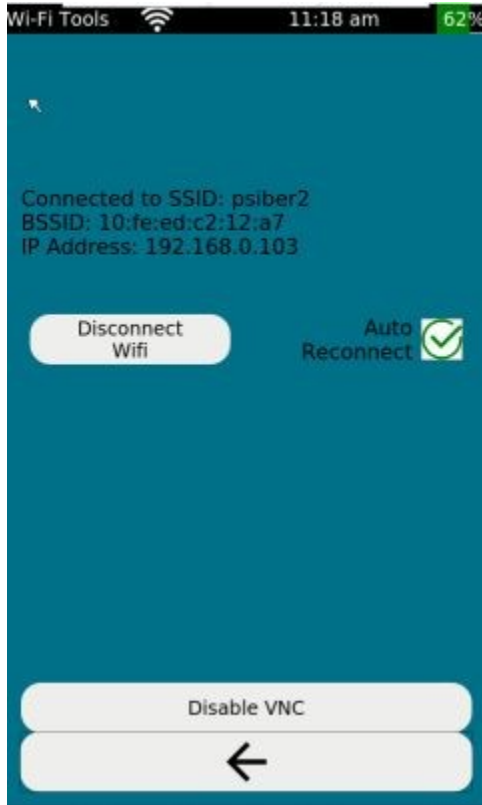 Wi-Fi Tools 11:18 am 62%
Connected to SSID: psiber2
BSSID: 10:fe:ed:c2:12:a7
IP Address: 192.168.0.103
Disconnect
Wifi
Auto
Reconnect
Disable VNC